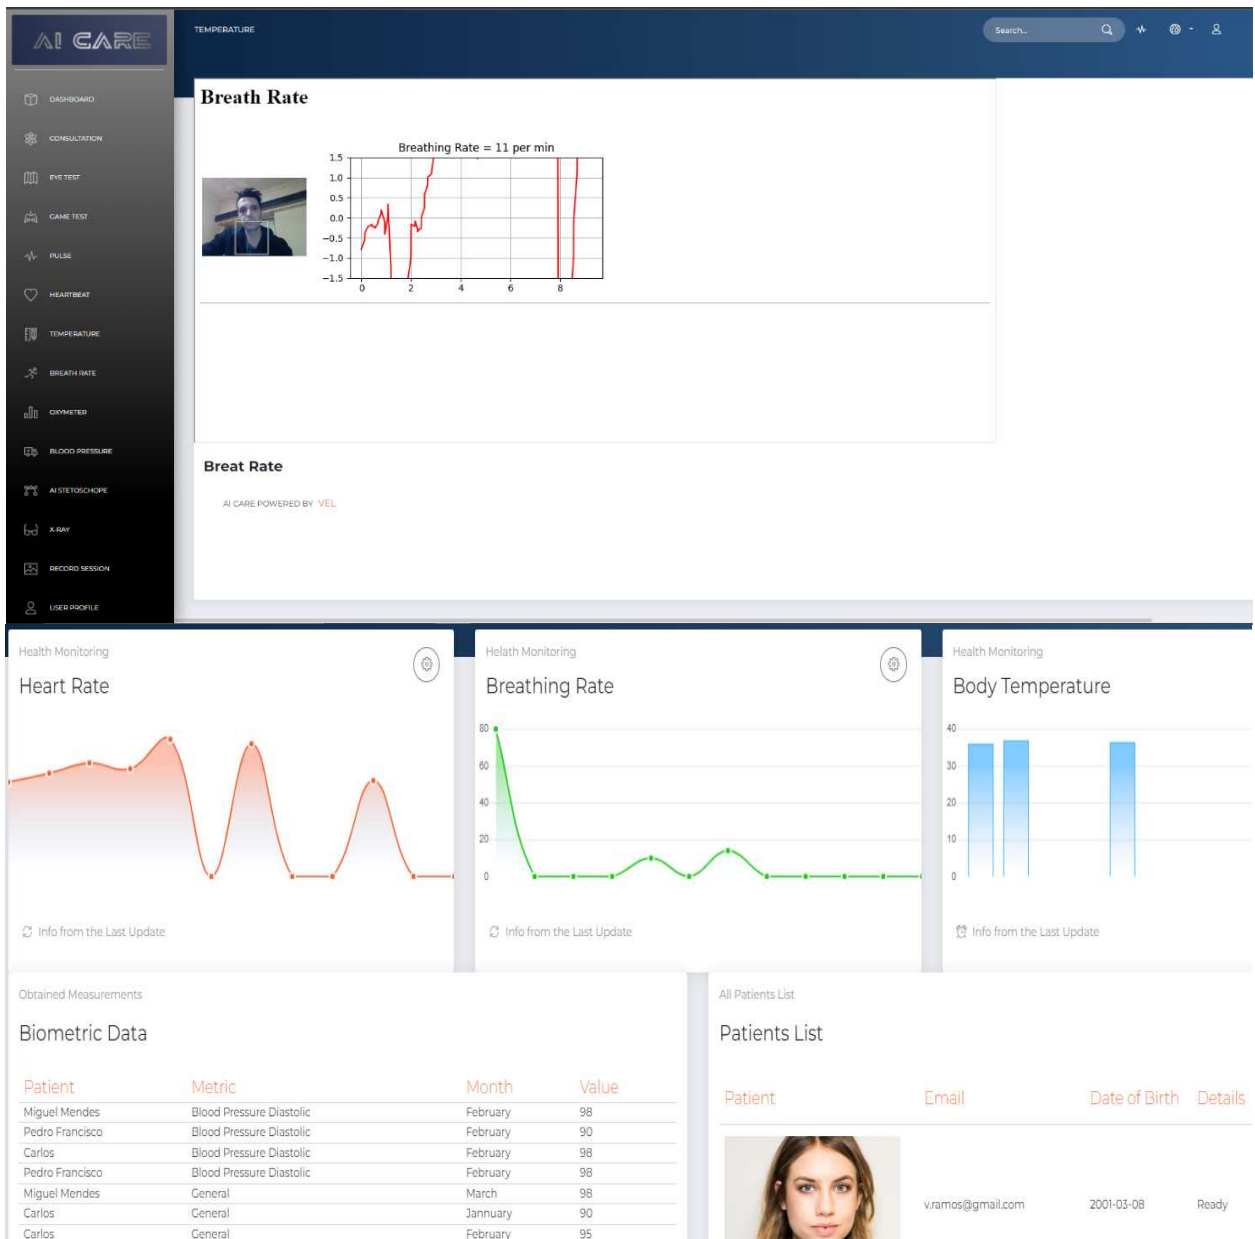 AI CARE
TEMPERATURE
Search...
DASHBOARD
CONSULTATION
EYE TEST
GAME TEST
PULSE
HEARTBEAT
TEMPERATURE
BREATH RATE
OXYMETER
BLOOD PRESSURE
AI STETOSCHOPE
X-RAY
RECORD SESSION
USER PROFILE
Breath Rate
Breathing Rate = 11 per min
1.5
1.0
0.5
0.0
−0.5
−1.0
−1.5
0 2 4 6 8
Breat Rate
AI CARE POWERED BY VEL
Health Monitoring
Heart Rate
Info from the Last Update
Helath Monitoring
Breathing Rate
80
60
40
20
0
Info from the Last Update
Health Monitoring
Body Temperature
40
30
20
10
0
Info from the Last Update
Obtained Measurements
Biometric Data
Patient Metric Month Value
Miguel Mendes Blood Pressure Diastolic February 98
Pedro Francisco Blood Pressure Diastolic February 90
Carlos Blood Pressure Diastolic February 98
Pedro Francisco Blood Pressure Diastolic February 98
Miguel Mendes General March 98
Carlos General Jannuary 90
Carlos General February 95
All Patients List
Patients List
Patient Email Date of Birth Details
v.ramos@gmail.com 2001-03-08 Ready